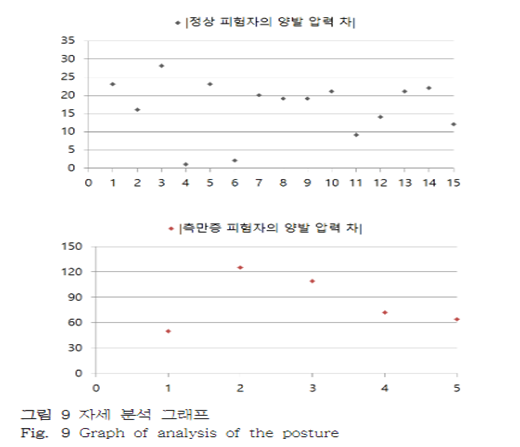 |정상 피험자의 양발 압력 차|
35
30
25
20
15
10
5
0
0 1 2 3 4 5 6 7 8 9 10 11 12 13 14 15
|측만증 피험자의 양발 압력 차|
150
120
90
60
30
0
0 1 2 3 4 5
그림 9 자세 분석 그래프
Fig. 9 Graph of analysis of the posture